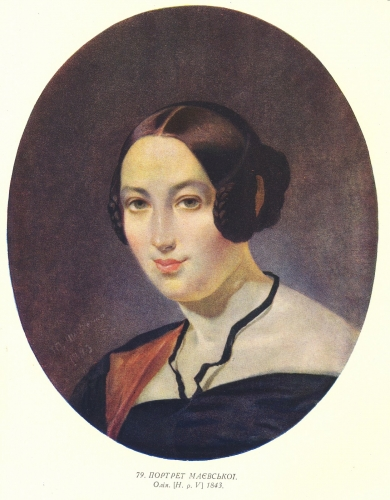 79. ПОРТРЕТ МАЄВСЬКОЇ.
Олія. [Н. р. V] 1843.